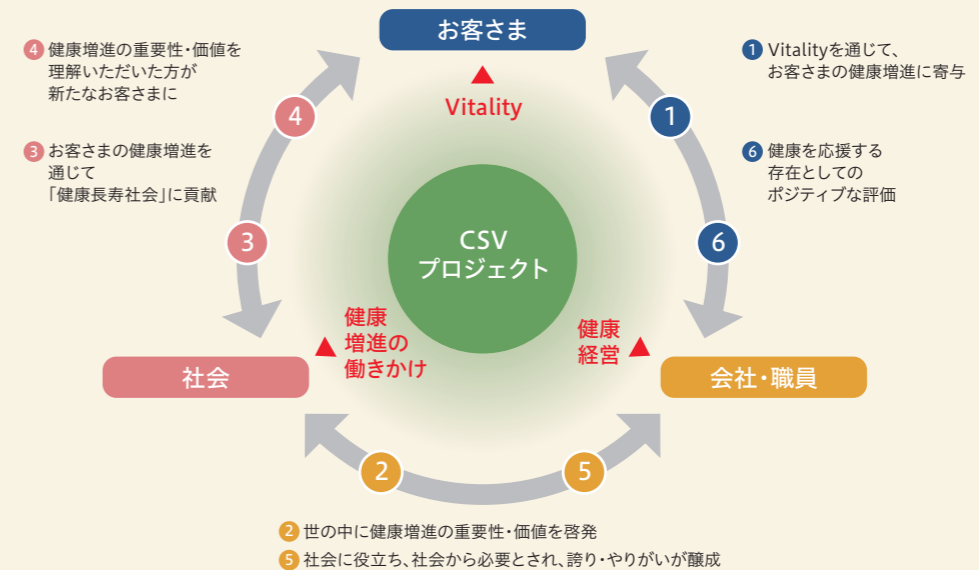 お客さま
④ 健康増進の重要性・価値を
理解いただいた方が
新たなお客さまに
① Vitalityを通じて、
お客さまの健康増進に寄与
Vitality
4
1
③ お客さまの健康増進を
通じて
「健康長寿社会」に貢献
⑥ 健康を応援する
存在としての
ポジティブな評価
3
6
CSV
プロジェクト
健康
増進の
働きかけ
健康
経営
社会
会社・職員
2
5
② 世の中に健康増進の重要性・価値を啓発
⑤ 社会に役立ち、社会から必要とされ、誇り・やりがいが醸成